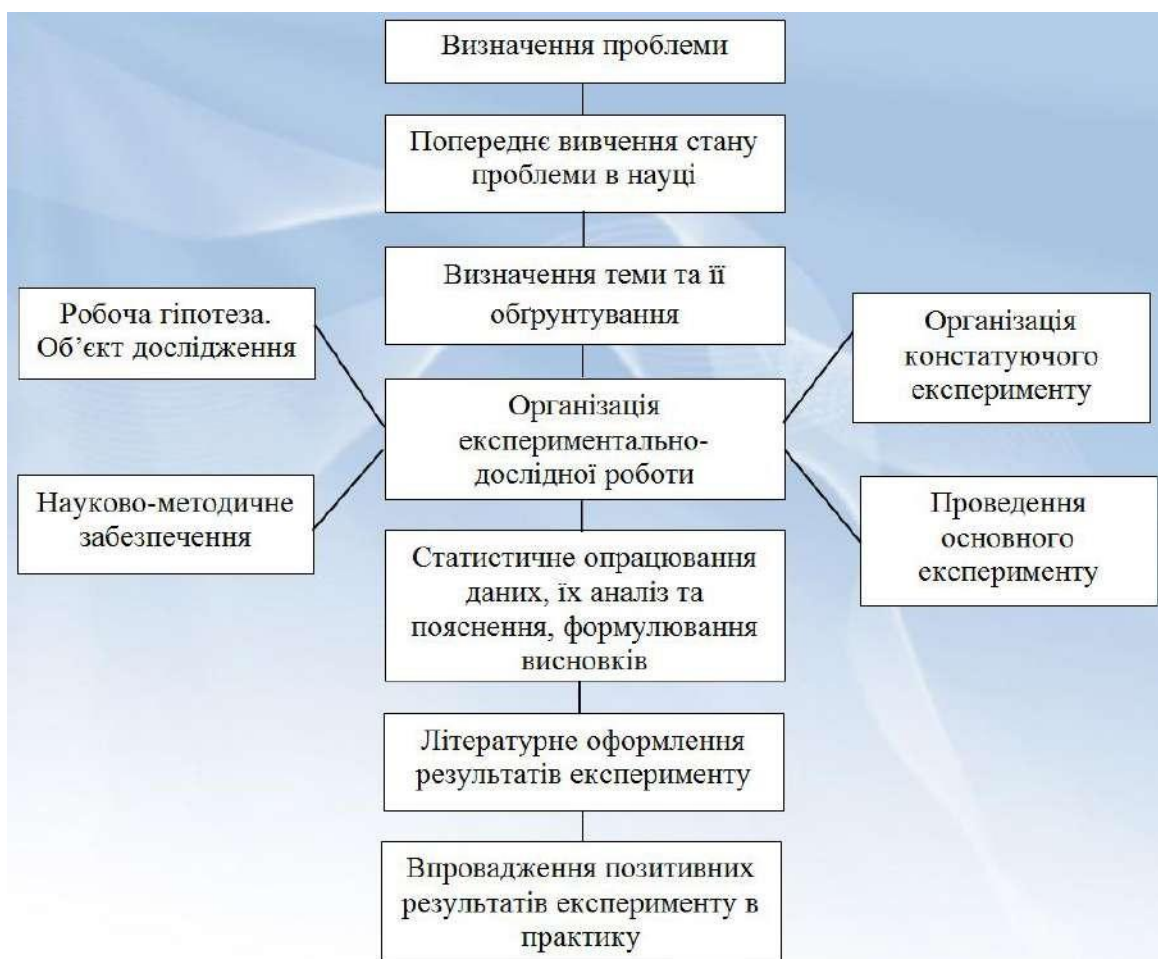 Визначення проблеми
Попереднє вивчення стану
проблеми в науці
Визначення теми та її
обґрунтування
Робоча гіпотеза.
Об’єкт дослідження
Організація
констатуючого
експерименту
Організація
експериментально-
дослідної роботи
Науково-методичне
забезпечення
Проведення
основного
експерименту
Статистичне опрацювання
даних, їх аналіз та
пояснення, формулювання
висновків
Літературне оформлення
результатів експерименту
Впровадження позитивних
результатів експерименту в
практику